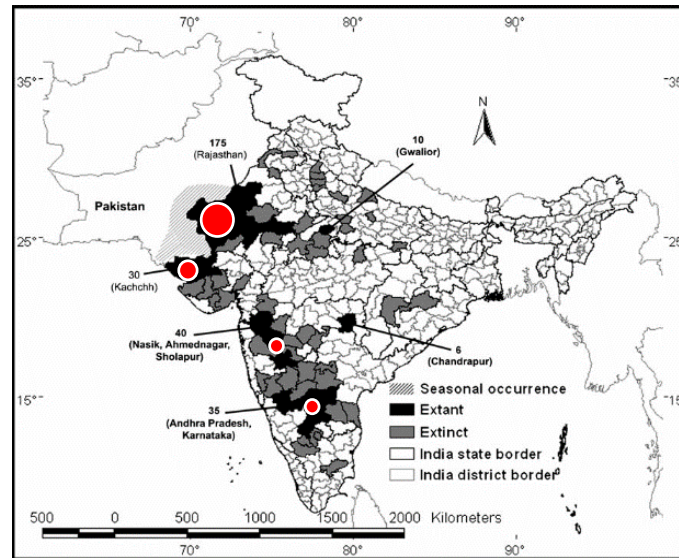 70° 80° 90°
35° 35°
N
175
(Rajasthan)
10
(Gwalior)
Pakistan
25° 25°
30
(Kachchh)
40
(Nasik, Ahmednagar,
Sholapur)
6
(Chandrapur)
15° 15°
35
(Andhra Pradesh,
Karnataka)
Seasonal occurrence
Extant
Extinct
India state border
India district border
500 0 500 1000 1500 2000 Kilometers
70° 80° 90°